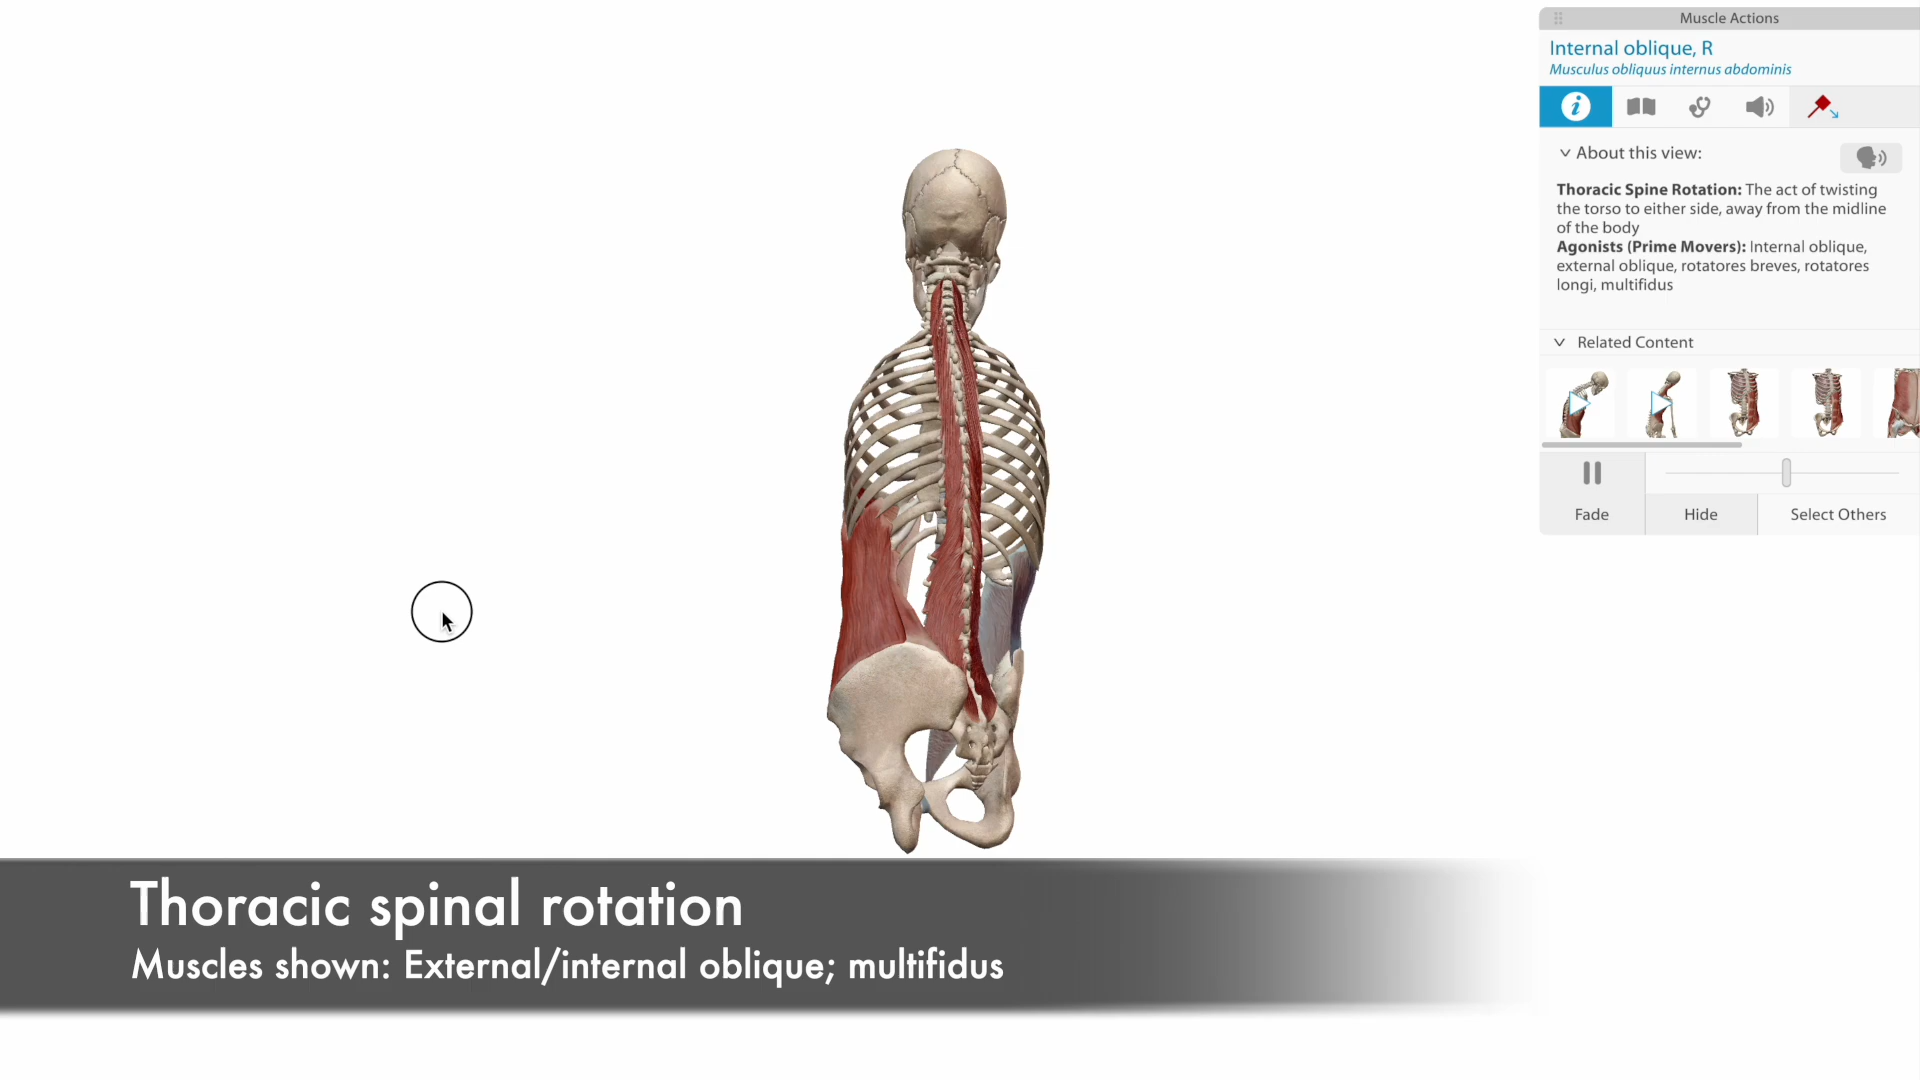 Muscle Actions
Internal oblique, R
Musculus obliquus internus abdominis
About this view:
Thoracic Spine Rotation: The act of twisting
the torso to either side, away from the midline
of the body
Agonists (Prime Movers): Internal oblique,
external oblique, rotatores breves, rotatores
longi, multifidus
Related Content
Fade
Hide
Select Others
Thoracic spinal rotation
Muscles shown: External/internal oblique; multifidus